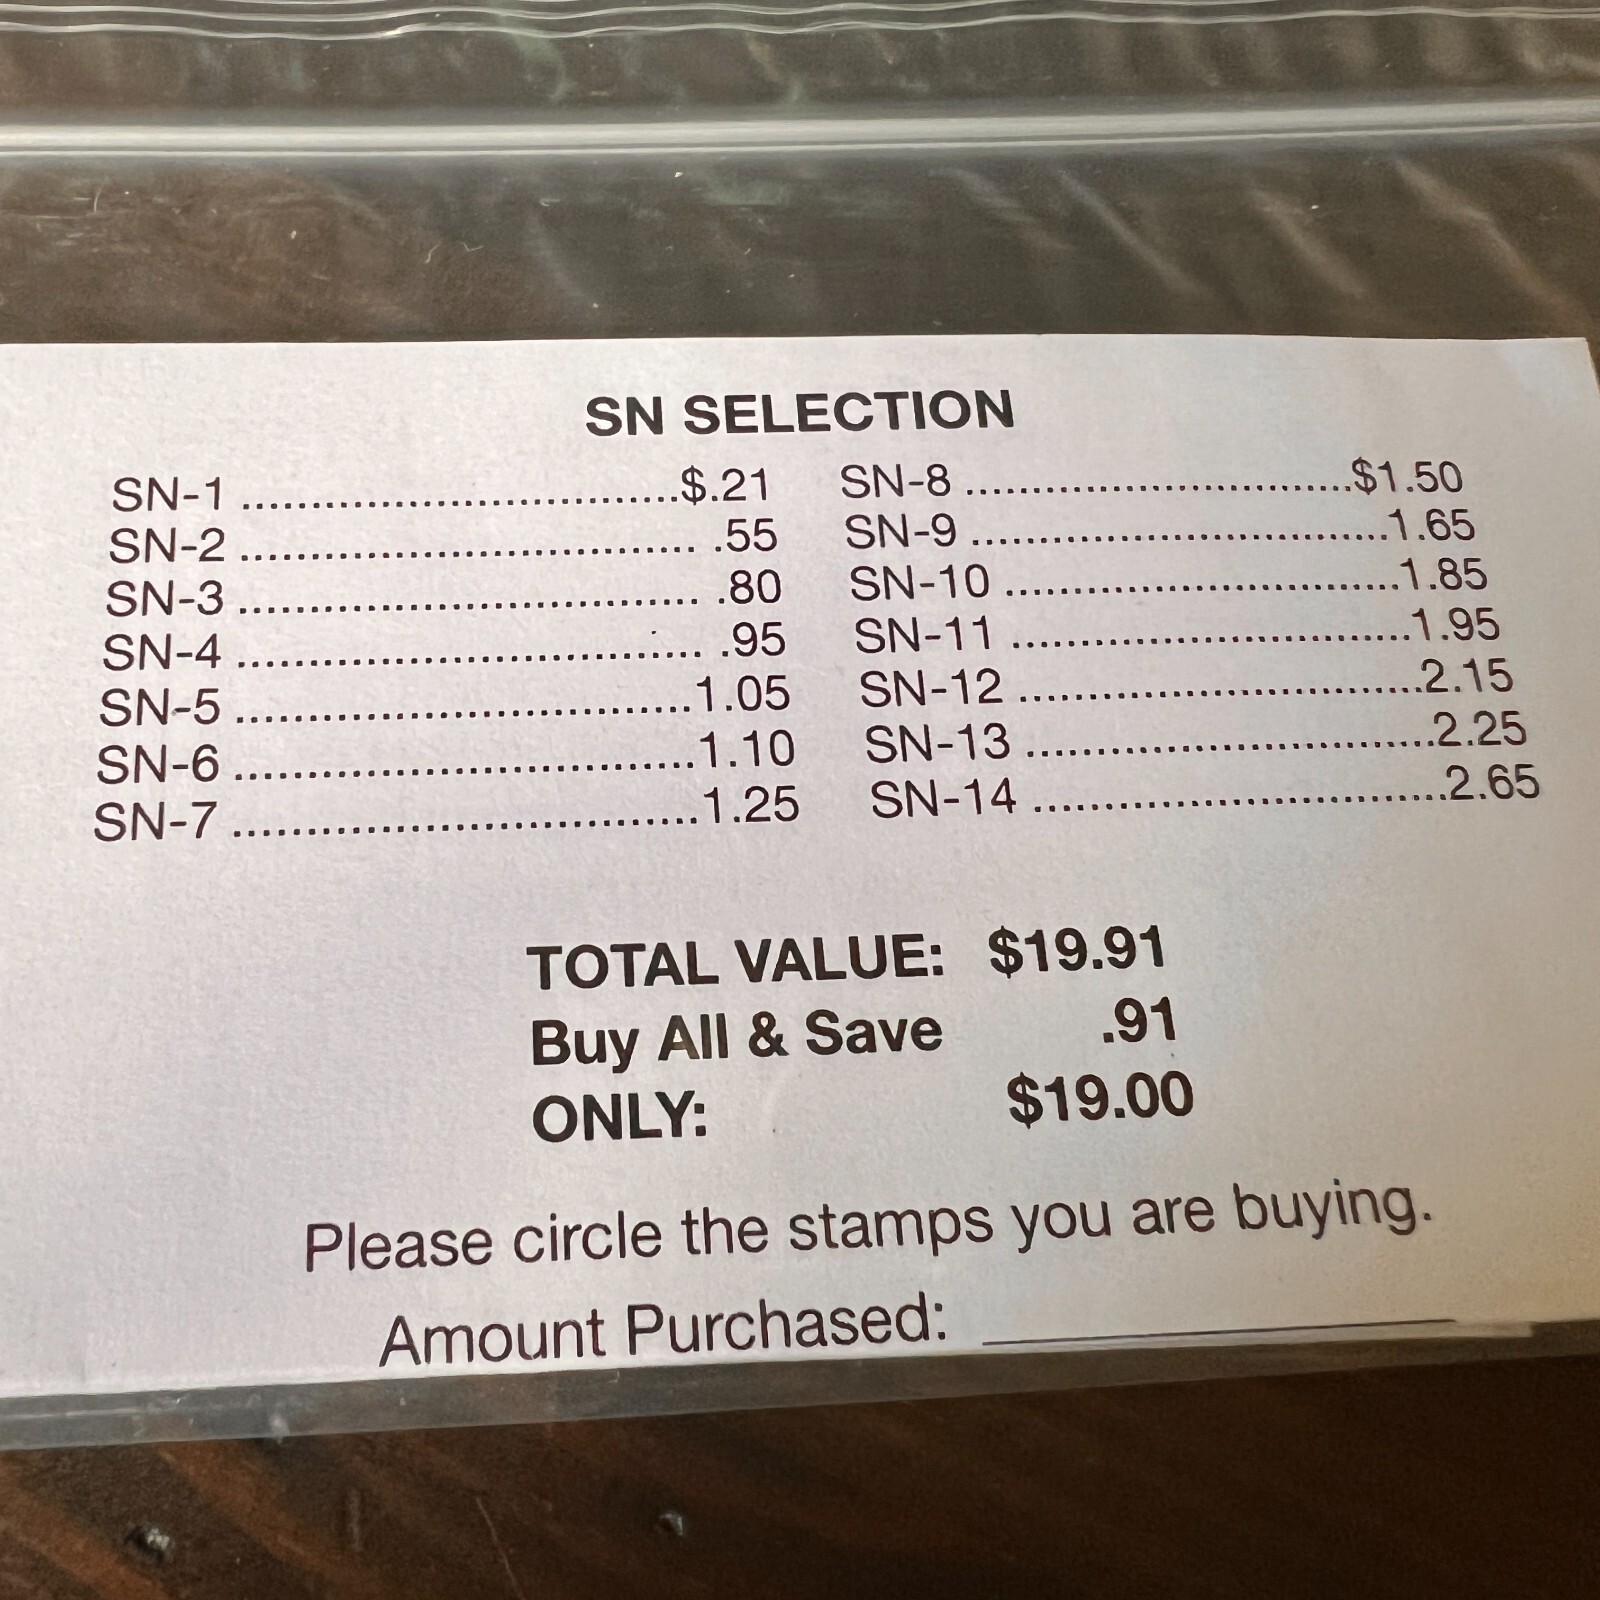 SN SELECTION
SN-1 ................................$.21 SN-8 ................................$1.50
SN-2 ................................ .55 SN-9 ................................1.65
SN-3 ................................ .80 SN-10 ................................1.85
SN-4 ................................ .95 SN-11 ................................1.95
SN-5 ................................1.05 SN-12 ................................2.15
SN-6 ................................1.10 SN-13 ................................2.25
SN-7 ................................1.25 SN-14 ................................2.65
TOTAL VALUE: $19.91
Buy All & Save .91
ONLY: $19.00
Please circle the stamps you are buying.
Amount Purchased: ____________